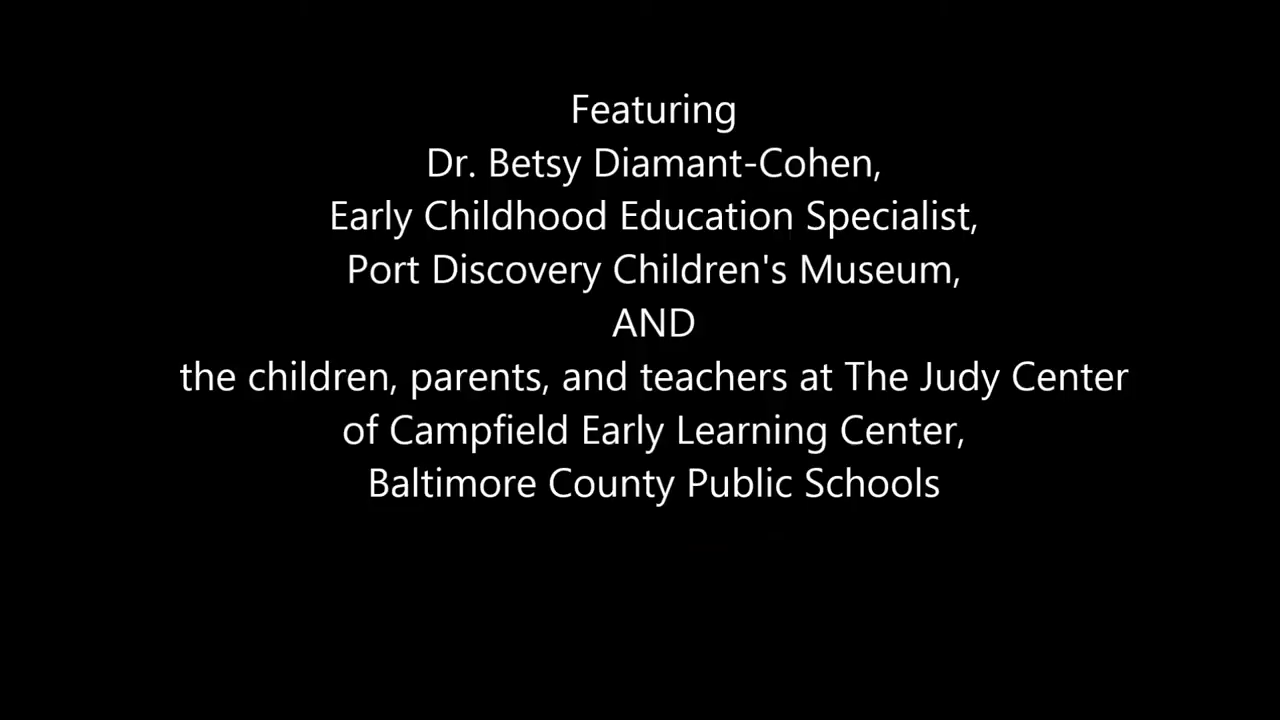 Featuring
Dr. Betsy Diamant-Cohen,
Early Childhood Education Specialist,
Port Discovery Children's Museum,
AND
the children, parents, and teachers at The Judy Center
of Campfield Early Learning Center,
Baltimore County Public Schools